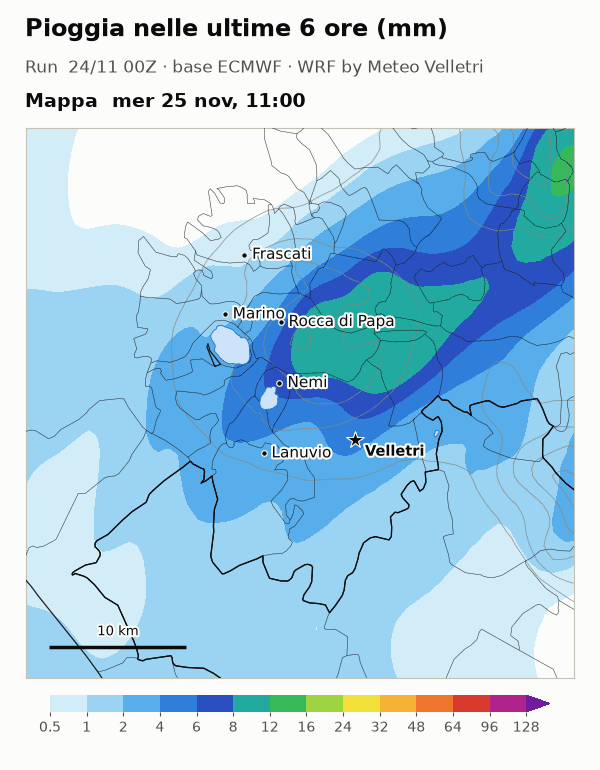 Pioggia nelle ultime 6 ore (mm)
Run  24/11 00Z · base ECMWF · WRF by Meteo Velletri
Mappa  mer 25 nov, 11:00
Frascati
Marino
Rocca di Papa
Nemi
Velletri
Lanuvio
10 km
0.5 1 2 4 6 8 12 16 24 32 48 64 96 128